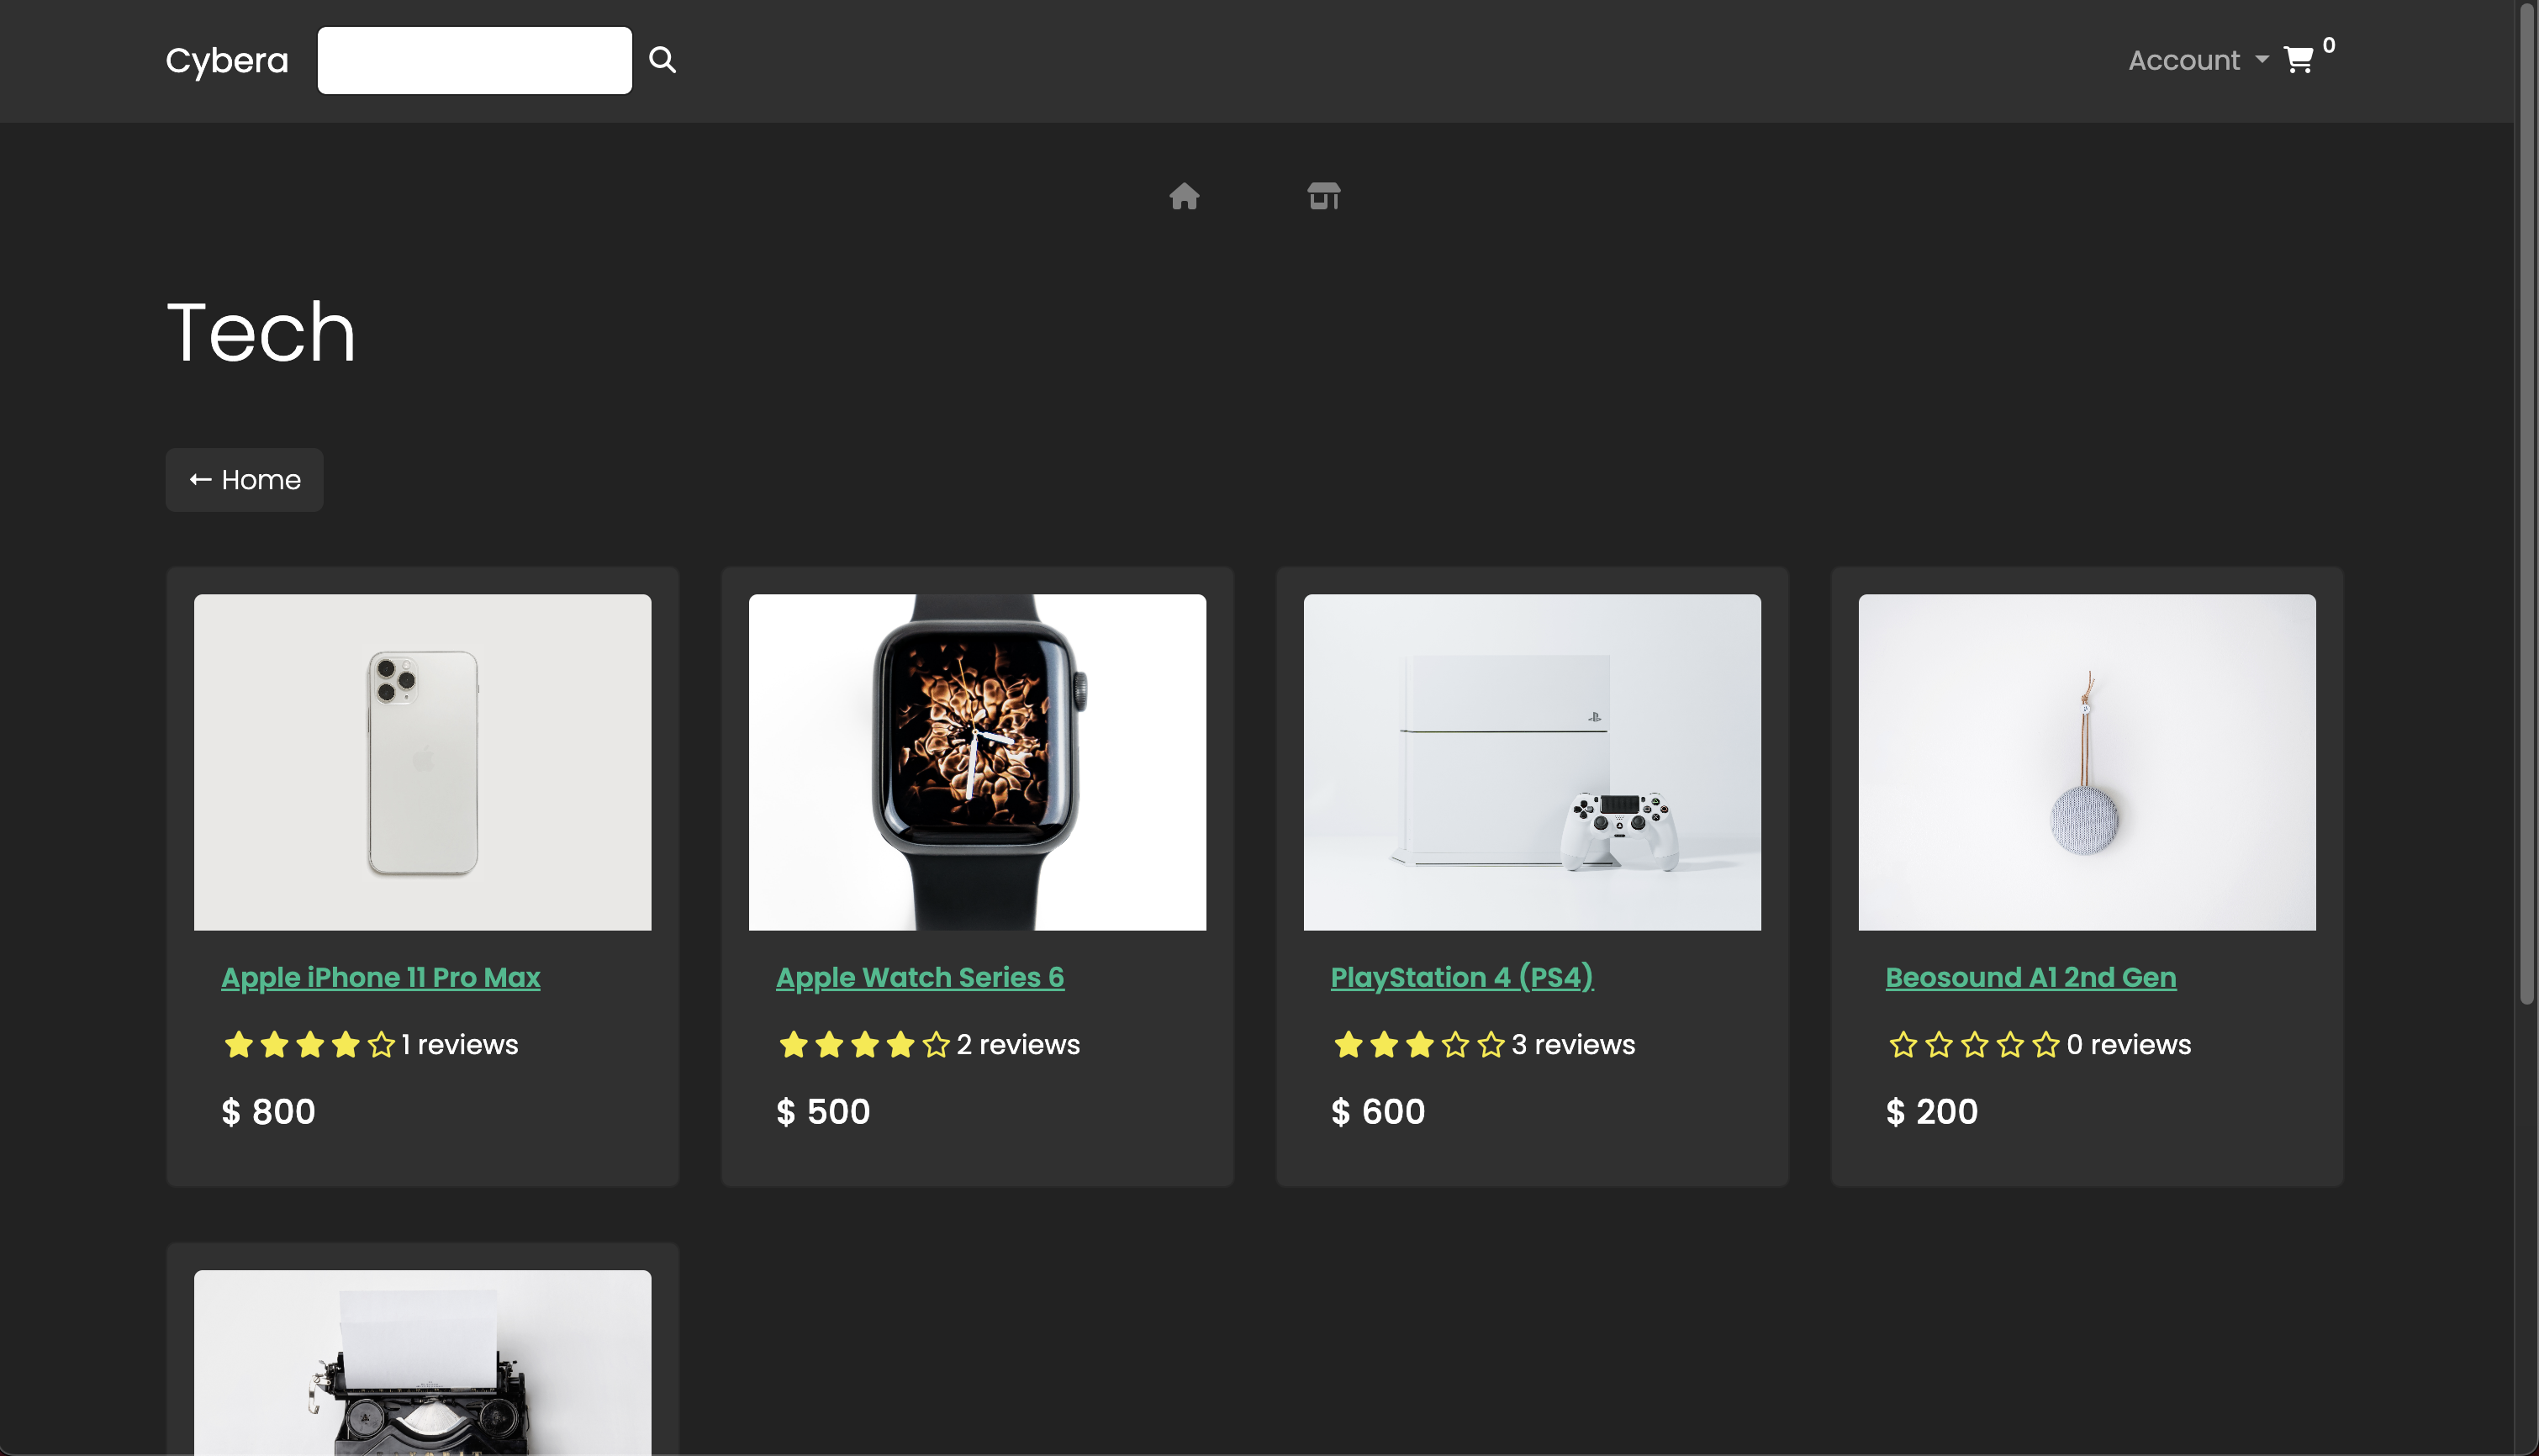 Cybera
Account
0
Tech
← Home
Apple iPhone 11 Pro Max
1 reviews
$ 800
Apple Watch Series 6
2 reviews
$ 500
PlayStation 4 (PS4)
3 reviews
$ 600
Beosound A1 2nd Gen
0 reviews
$ 200